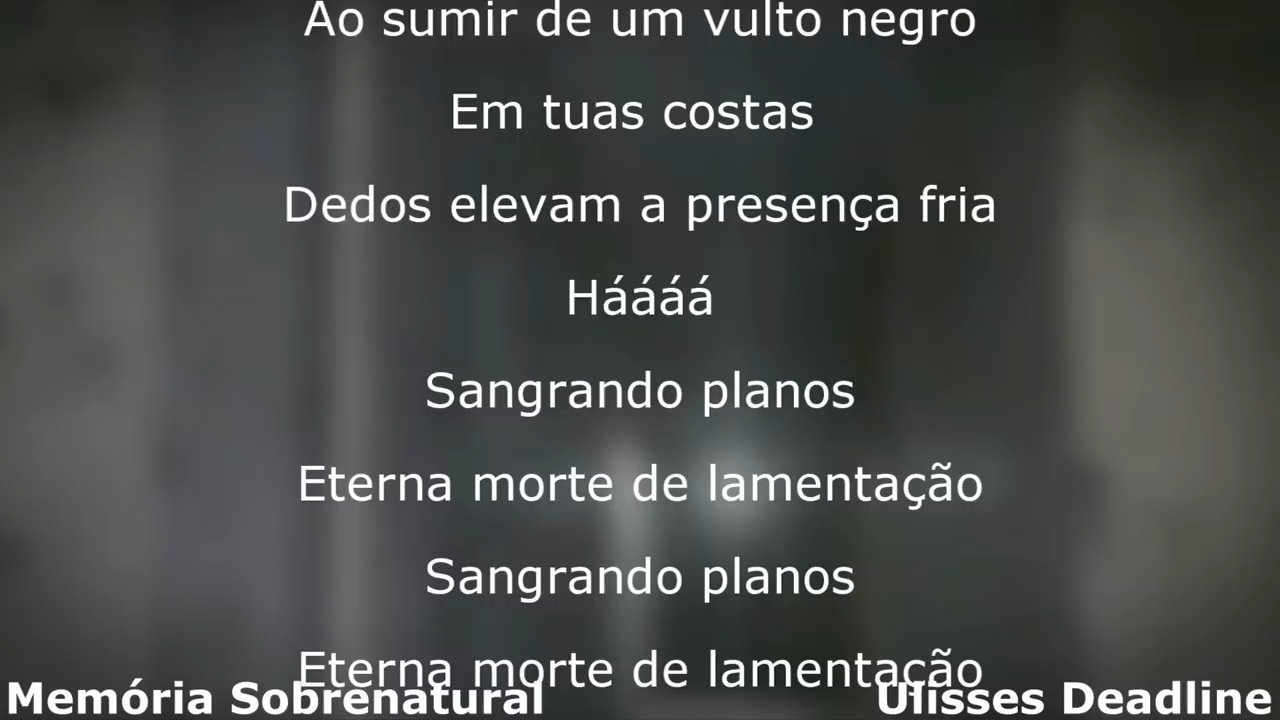 Ao sumir de um vulto negro
Em tuas costas
Dedos elevam a presença fria
Háááá
Sangrando planos
Eterna morte de lamentação
Sangrando planos
Eterna morte de lamentação
Memória Sobrenatural
Ulisses Deadline